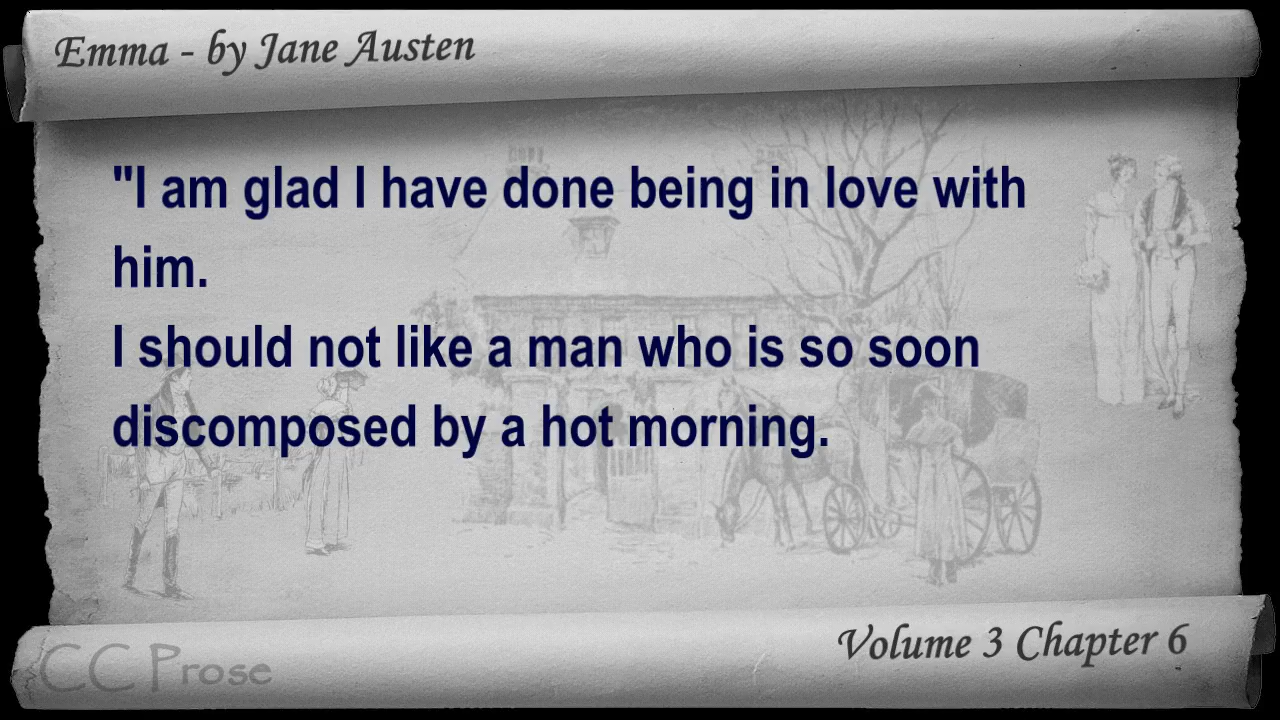 Emma - by Jane Austen
"I am glad I have done being in love with
him.
I should not like a man who is so soon
discomposed by a hot morning.
Volume 3 Chapter 6
CC Prose